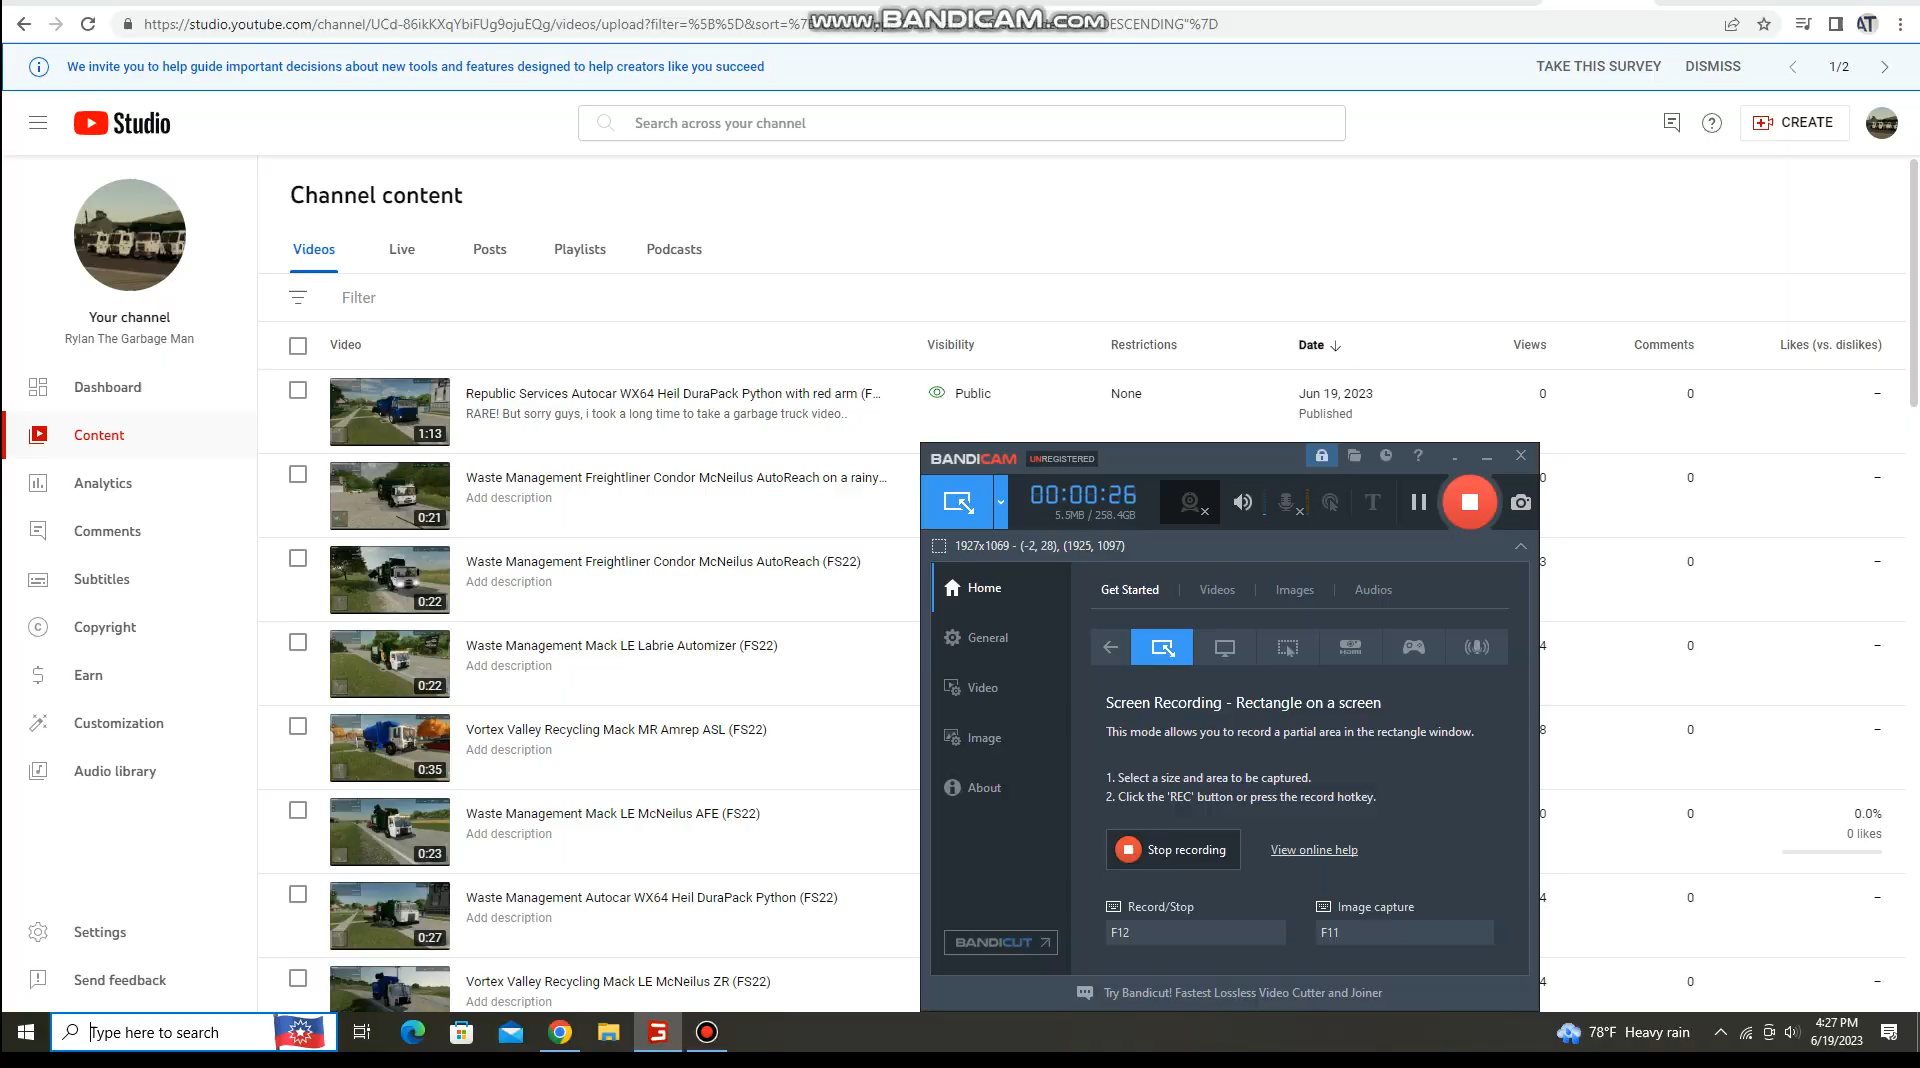 https://studio.youtube.com/channel/UCd-86ikKXqYbiFUg9ojuEQg/videos/upload?filter=%5B%5D&sort=%7
ESCENDING"%7D
www.BANDICAM.com
We invite you to help guide important decisions about new tools and features designed to help creators like you succeed
TAKE THIS SURVEY DISMISS 1/2
Studio
Search across your channel
CREATE
Channel content
Videos Live Posts Playlists Podcasts
Filter
Your channel
Rylan The Garbage Man
Dashboard
Content
Analytics
Comments
Subtitles
Copyright
Earn
Customization
Audio library
Settings
Send feedback
Video Visibility Restrictions Date Views Comments Likes (vs. dislikes)
Republic Services Autocar WX64 Heil DuraPack Python with red arm (F... Public None Jun 19, 2023 0 0 –
RARE! But sorry guys, i took a long time to take a garbage truck video.. Published
1:13
Waste Management Freightliner Condor McNeilus AutoReach on a rainy... 0 0 –
Add description
0:21
Waste Management Freightliner Condor McNeilus AutoReach (FS22) 3 0 –
Add description
0:22
Waste Management Mack LE Labrie Automizer (FS22) 4 0 –
Add description
0:22
Vortex Valley Recycling Mack MR Amrep ASL (FS22) 8 0 –
Add description
0:35
Waste Management Mack LE McNeilus AFE (FS22) 0 0 0.0%
Add description 0 likes
0:23
Waste Management Autocar WX64 Heil DuraPack Python (FS22) 4 0 –
Add description
0:27
Vortex Valley Recycling Mack LE McNeilus ZR (FS22) 4 0 –
Add description
BANDICAM UNREGISTERED
00:00:26
5.5MB / 258.4GB
1927x1069 - (-2, 28), (1925, 1097)
Home
General
Video
Image
About
BANDICUT
Get Started Videos Images Audios
HDMI
Screen Recording - Rectangle on a screen
This mode allows you to record a partial area in the rectangle window.
1. Select a size and area to be captured.
2. Click the 'REC' button or press the record hotkey.
Stop recording View online help
Record/Stop Image capture
F12 F11
Try Bandicut! Fastest Lossless Video Cutter and Joiner
Type here to search
78°F Heavy rain
4:27 PM
6/19/2023